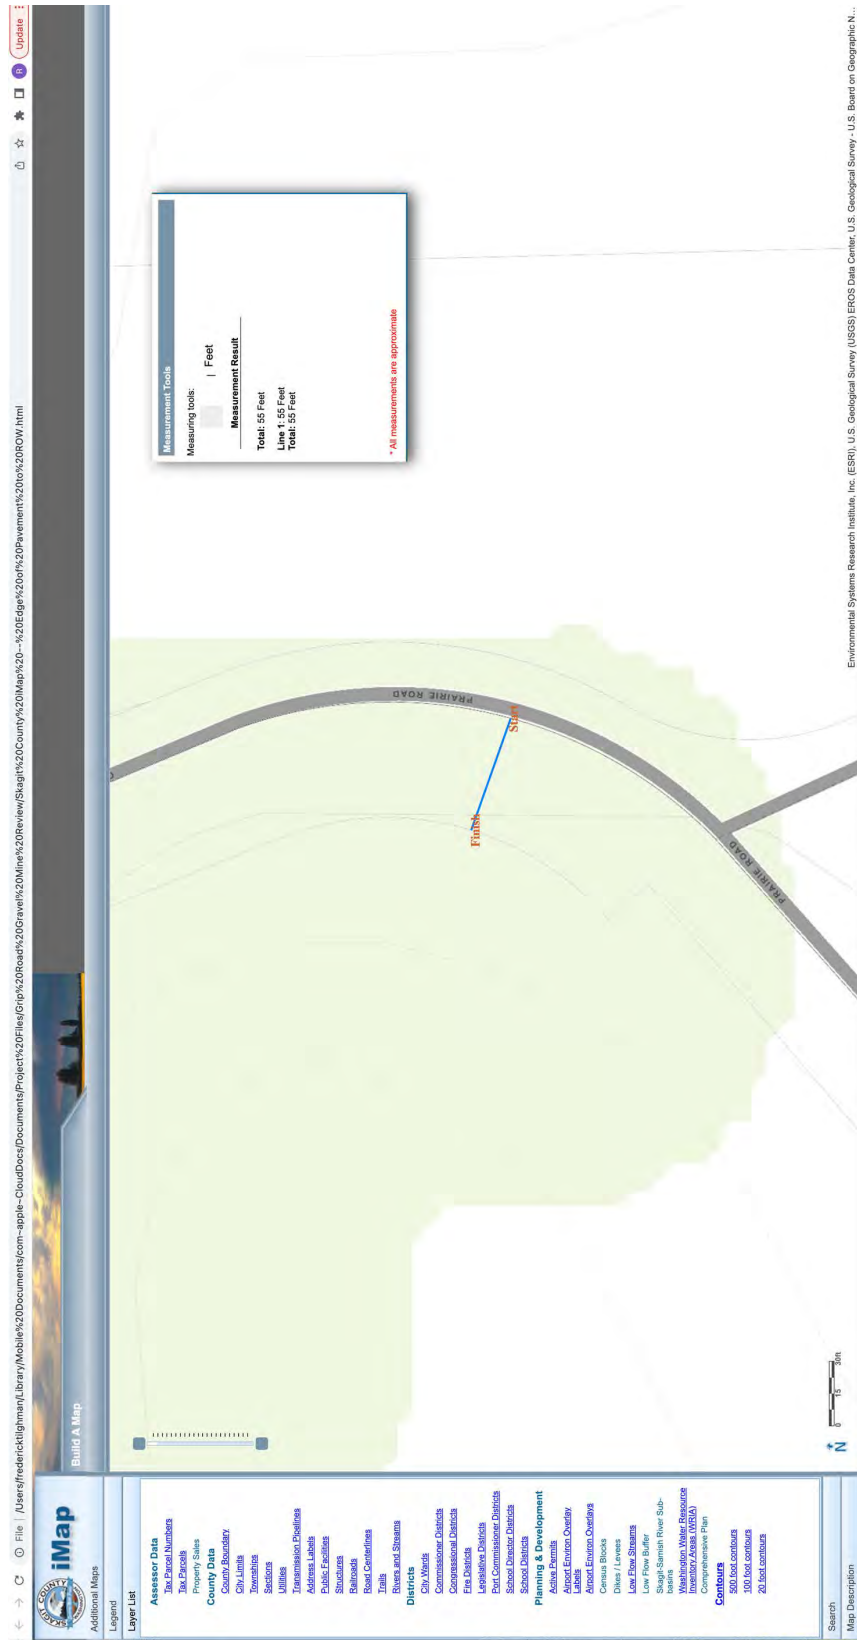 File | /Users/fredericktilghman/Library/Mobile%20Documents/com~apple~CloudDocs/Documents/Project%20Files/Grip%20Road%20Gravel%20Mine%20Review/Skagit%20County%20iMap%20--%20Edge%20of%20Pavement%20to%20ROW.html
R
Update
SKAGIT COUNTY
iMap
Build A Map
Additional Maps
Legend
Layer List
Assessor Data
Tax Parcel Numbers
Tax Parcels
Property Sales
County Data
County Boundary
City Limits
Townships
Sections
Utilities
Transmission Pipelines
Address Labels
Public Facilities
Structures
Railroads
Road Centerlines
Trails
Rivers and Streams
Districts
City Wards
Commissioner Districts
Congressional Districts
Fire Districts
Legislative Districts
Port Commissioner Districts
School Director Districts
School Districts
Planning & Development
Active Permits
Airport Environ Overlay
Labels
Airport Environ Overlays
Census Blocks
Dikes / Levees
Low Flow Streams
Low Flow Buffer
Skagit-Samish River Sub-
basins
Washington Water Resource
Inventory Areas (WRIA)
Comprehensive Plan
Contours
500 foot contours
100 foot contours
20 foot contours
Search
Map Description
Measurement Tools
Measuring tools:
| Feet
Measurement Result
Total: 55 Feet
Line 1: 55 Feet
Total: 55 Feet
* All measurements are approximate
PRAIRIE ROAD
Start
Finish
PRAIRIE ROAD
N
0 15 30ft
Environmental Systems Research Institute, Inc. (ESRI), U.S. Geological Survey (USGS) EROS Data Center, U.S. Geological Survey - U.S. Board on Geographic N...